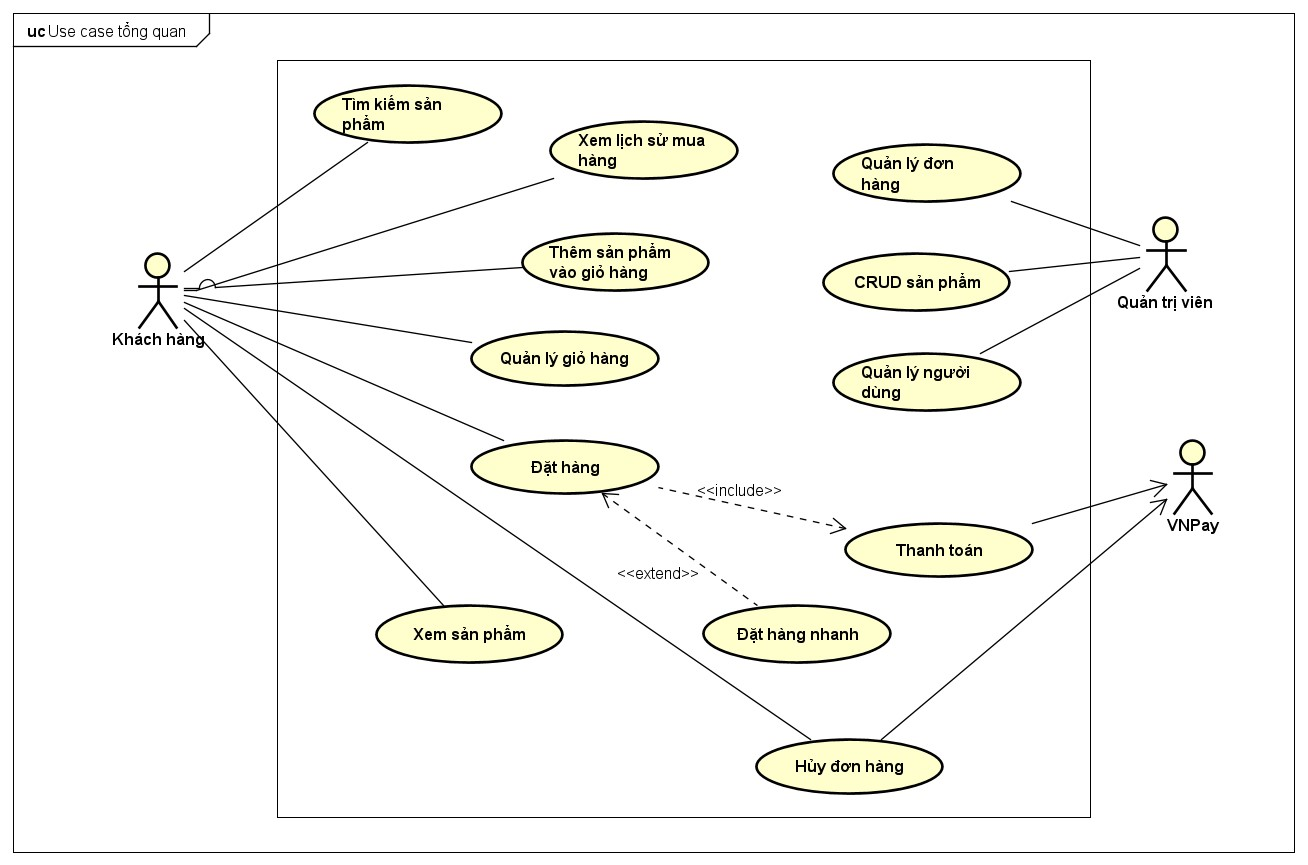 uc Use case tổng quan
Tìm kiếm sản
phẩm
Xem lịch sử mua
hàng
Quản lý đơn
hàng
Thêm sản phẩm
vào giỏ hàng
CRUD sản phẩm
Quản trị viên
Khách hàng
Quản lý giỏ hàng
Quản lý người
dùng
Đặt hàng
<<include>>
VNPay
Thanh toán
<<extend>>
Xem sản phẩm
Đặt hàng nhanh
Hủy đơn hàng